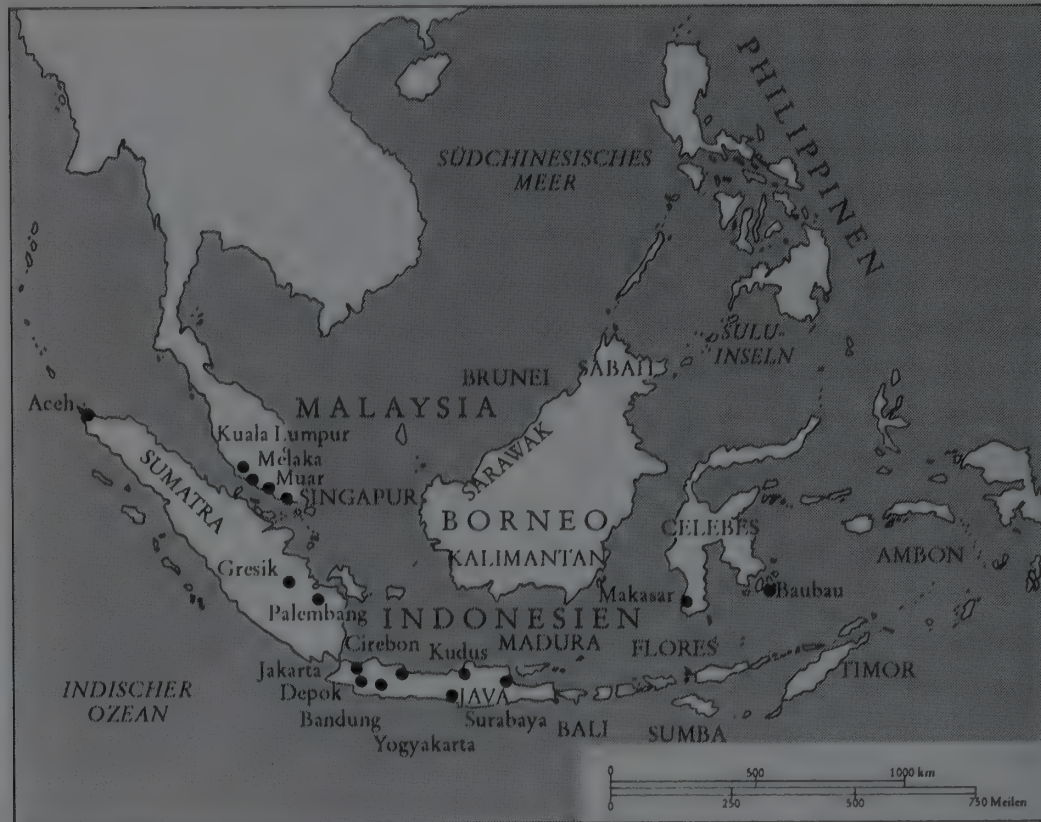 PHILIPPINEN
SÜDCHINESISCHES
MEER
SULU-
INSELN
BRUNEI
SABAH
Aceh
MALAYSIA
Kuala Lumpur
Melaka
Muar
SINGAPUR
SUMATRA
SARAWAK
BORNEO
KALIMANTAN
CELEBES
AMBON
Gresik
Palembang
Makasar
Baubau
INDONESIEN
Cirebon
Kudus
MADURA
FLORES
TIMOR
Jakarta
Depok
JAVA
INDISCHER
OZEAN
Bandung
Surabaya
BALI
SUMBA
Yogyakarta
0 500 1000 km
0 250 500 750 Meilen